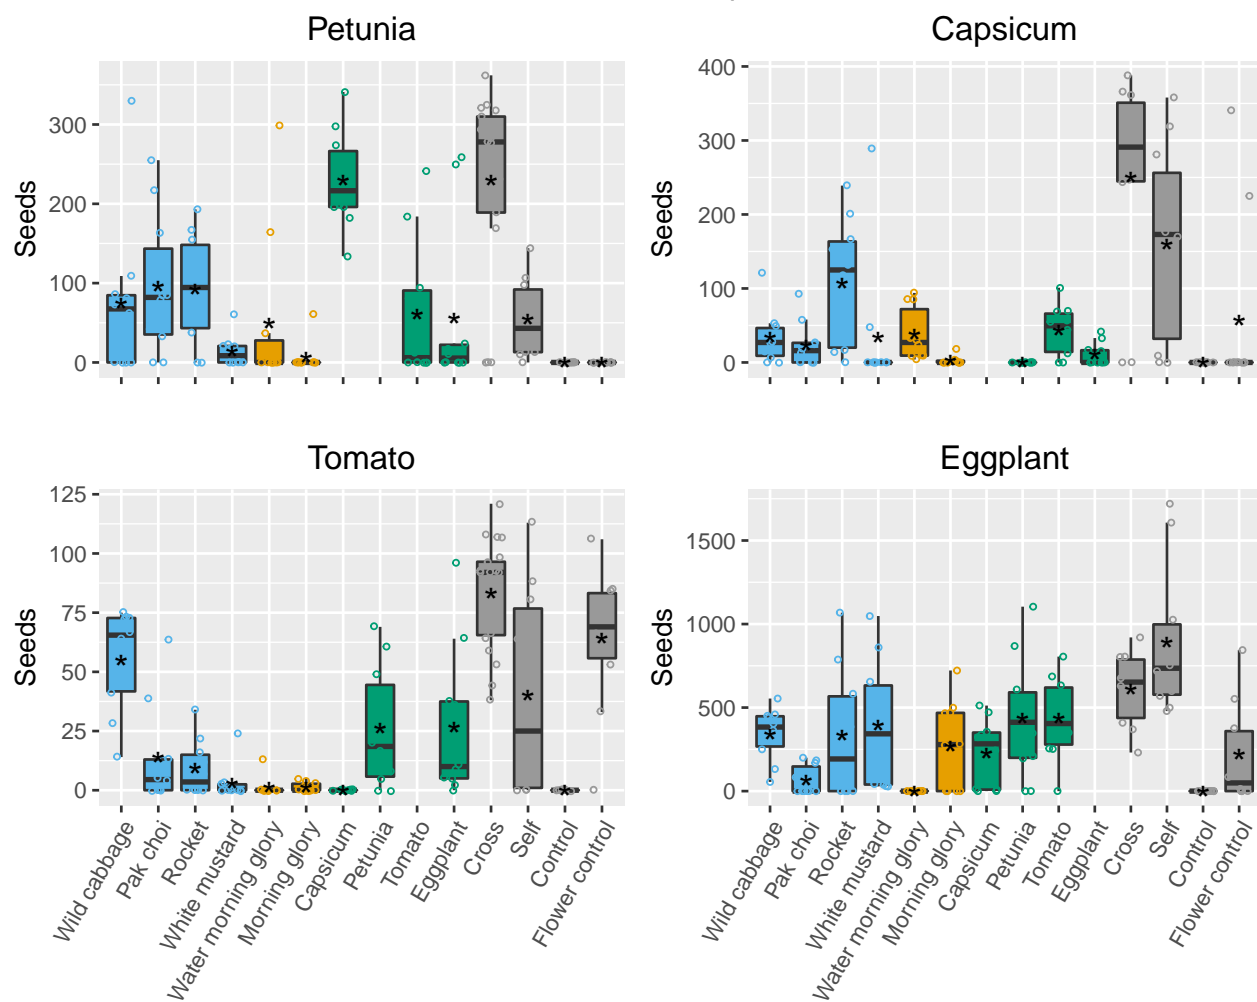 Petunia
Capsicum
Seeds
300
200
100
0
Seeds
400
300
200
100
0
Tomato
Eggplant
Seeds
125
100
75
50
25
0
Seeds
1500
1000
500
0
Wild cabbage
Pak choi
Rocket
White mustard
Water morning glory
Morning glory
Capsicum
Petunia
Tomato
Eggplant
Cross
Self
Control
Flower control
Wild cabbage
Pak choi
Rocket
White mustard
Water morning glory
Morning glory
Capsicum
Petunia
Tomato
Eggplant
Cross
Self
Control
Flower control